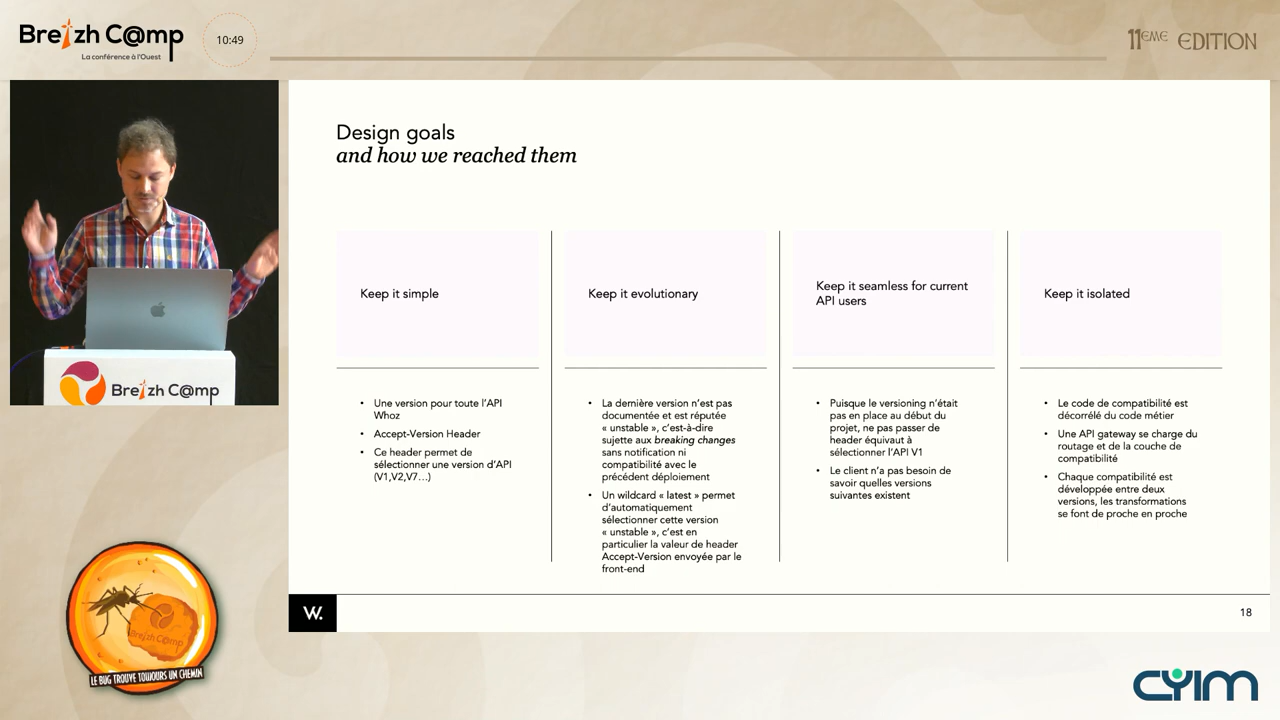 Breizh C@mp
La conférence à l'Ouest
10:49
11EME EDITION
Design goals
and how we reached them
Keep it simple
Keep it evolutionary
Keep it seamless for current
API users
Keep it isolated
• Une version pour toute l'API
Whoz
• Accept-Version Header
• Ce header permet de
sélectionner une version d'API
(V1,V2,V7...)
• La dernière version n'est pas
documentée et est réputée
« unstable », c'est-à-dire
sujette aux breaking changes
sans notification ni
compatibilité avec le
précédent déploiement
• Un wildcard « latest » permet
d'automatiquement
sélectionner cette version
« unstable », c'est en
particulier la valeur de header
Accept-Version envoyée par le
front-end
• Puisque le versioning n'était
pas en place au début du
projet, ne pas passer de
header équivaut à
sélectionner l'API V1
• Le client n'a pas besoin de
savoir quelles versions
suivantes existent
• Le code de compatibilité est
décorrélé du code métier
• Une API gateway se charge du
routage et de la couche de
compatibilité
• Chaque compatibilité est
développée entre deux
versions, les transformations
se font de proche en proche
Breizh C@mp
Breizh C@mp
LE BUG TROUVE TOUJOURS UN CHEMIN
W.
18
CYIM